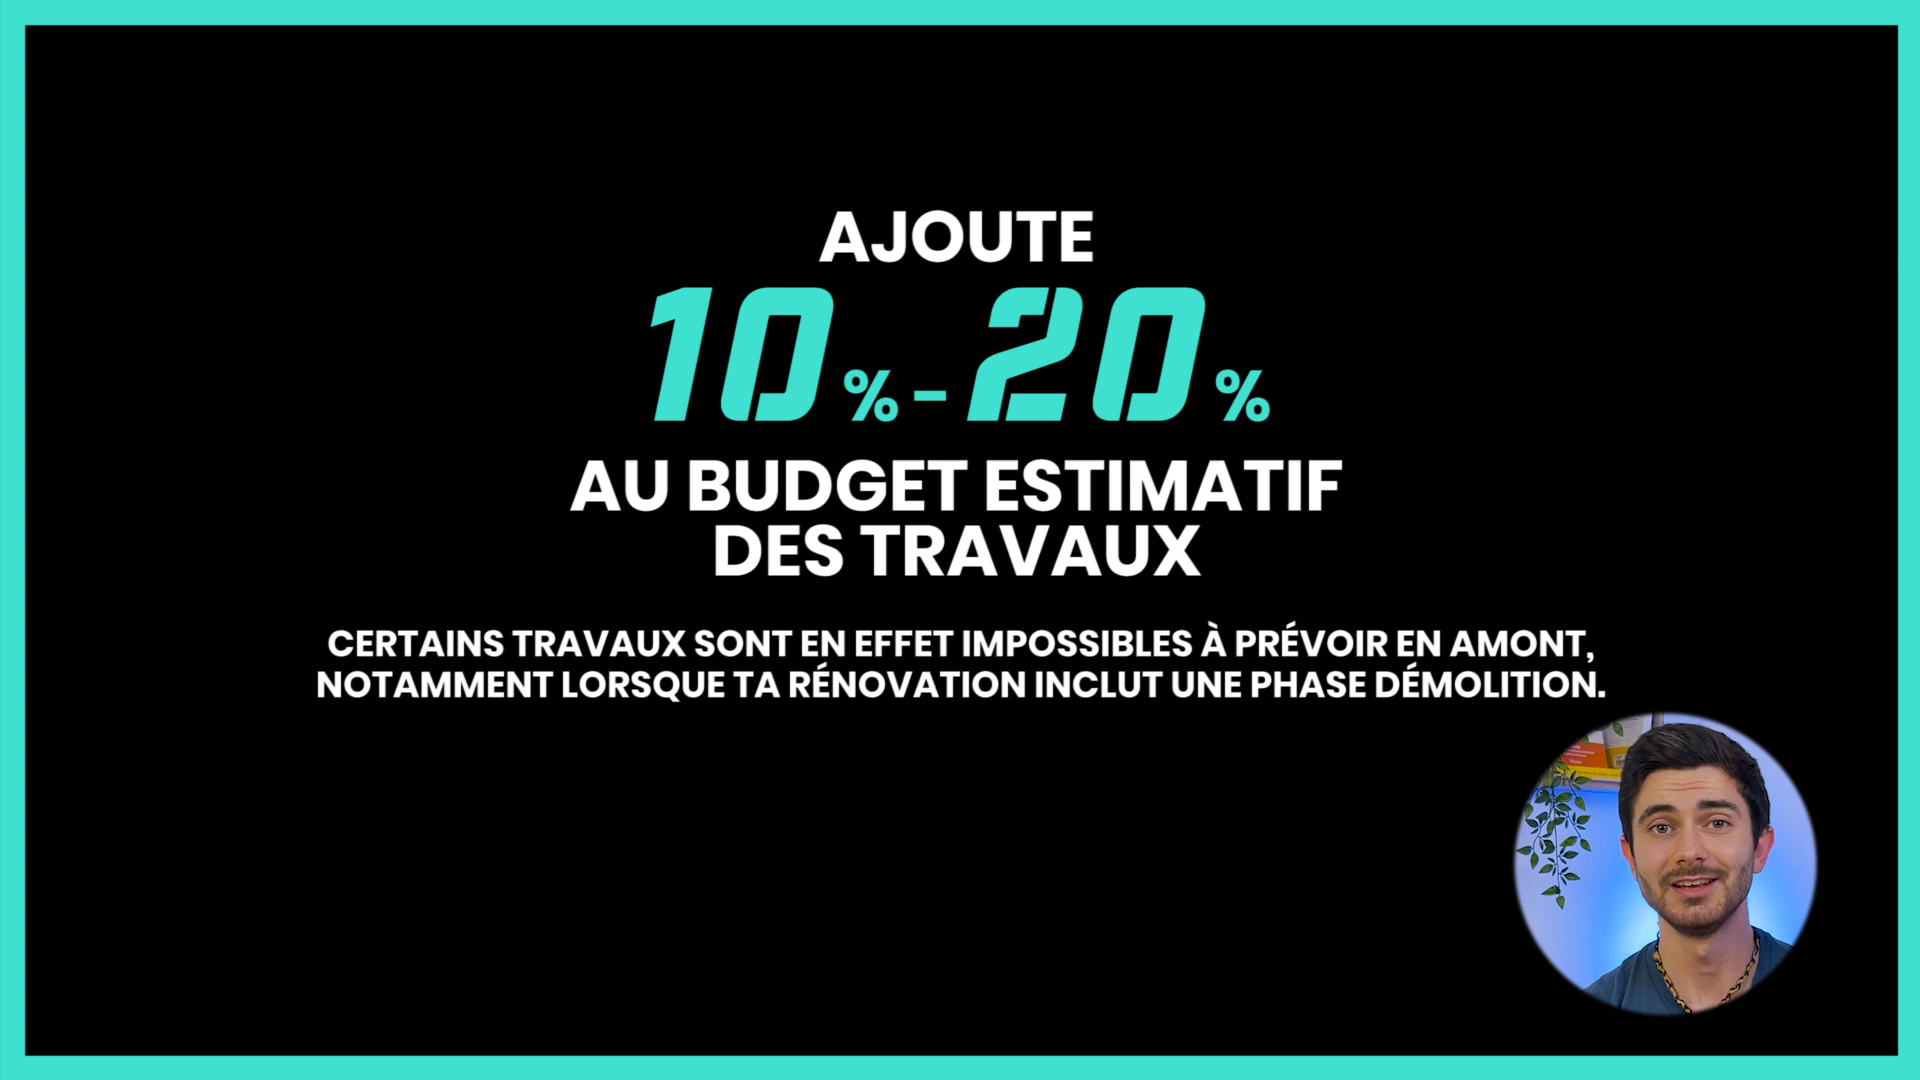 AJOUTE
10 % - 20 %
AU BUDGET ESTIMATIF
DES TRAVAUX
CERTAINS TRAVAUX SONT EN EFFET IMPOSSIBLES À PRÉVOIR EN AMONT,
NOTAMMENT LORSQUE TA RÉNOVATION INCLUT UNE PHASE DÉMOLITION.